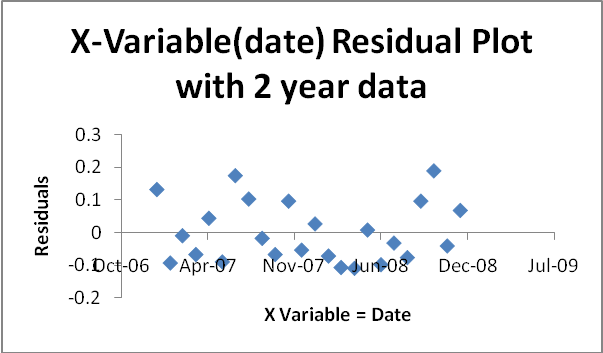 X-Variable(date) Residual Plot
with 2 year data
0.3
0.2
0.1
0
-0.1
-0.2
Residuals
Oct-06 Apr-07 Nov-07 Jun-08 Dec-08 Jul-09
X Variable = Date